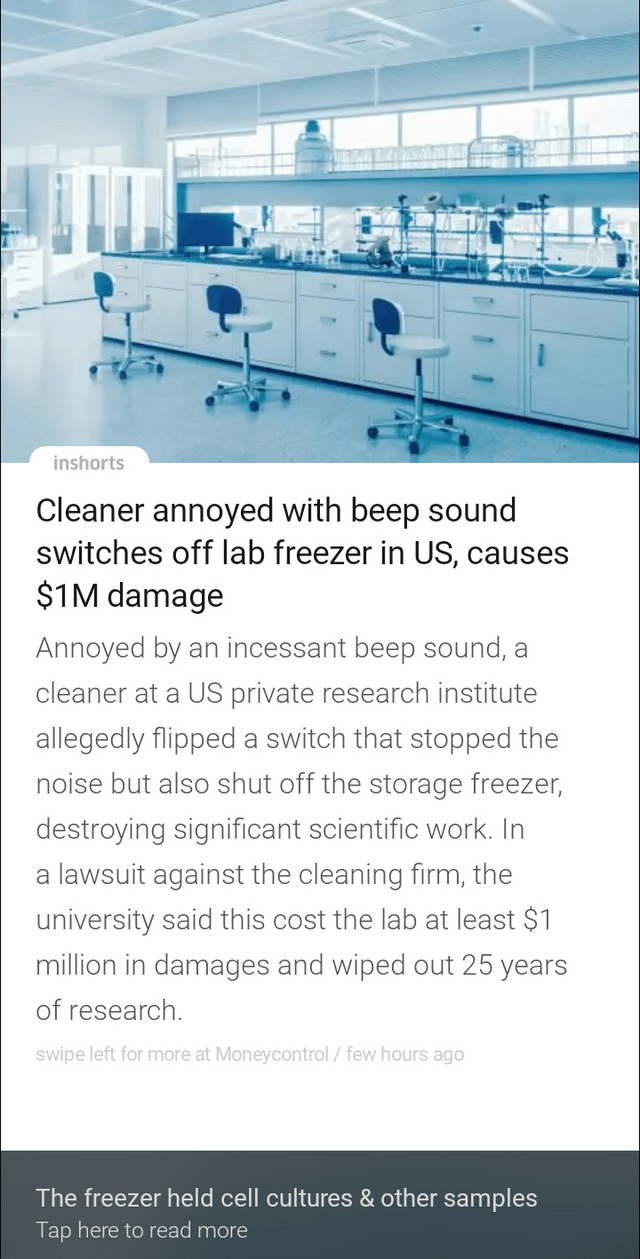 inshorts
Cleaner annoyed with beep sound
switches off lab freezer in US, causes
$1M damage
Annoyed by an incessant beep sound, a
cleaner at a US private research institute
allegedly flipped a switch that stopped the
noise but also shut off the storage freezer,
destroying significant scientific work. In
a lawsuit against the cleaning firm, the
university said this cost the lab at least $1
million in damages and wiped out 25 years
of research.
swipe left for more at Moneycontrol / few hours ago
The freezer held cell cultures & other samples
Tap here to read more